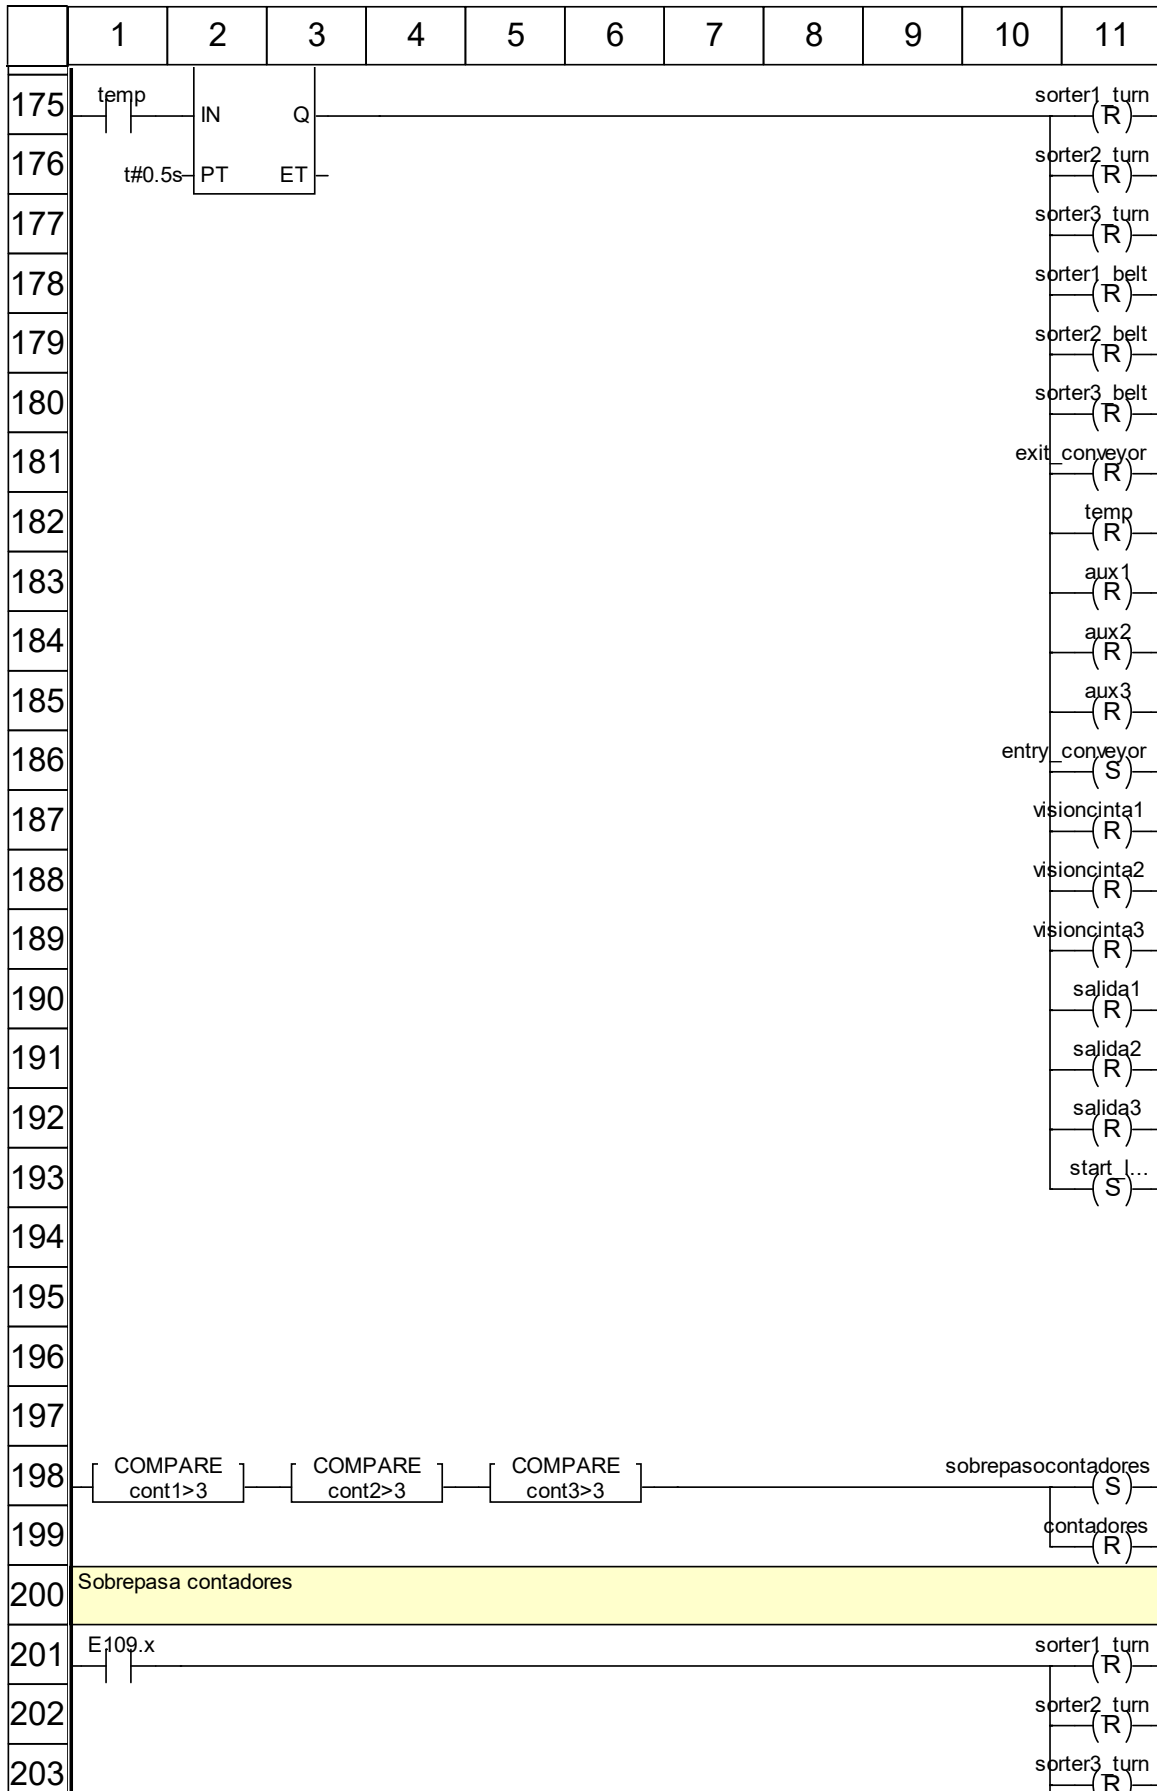 1 2 3 4 5 6 7 8 9 10 11
175 temp IN Q sorter1_turn (R)
176 t#0.5s PT ET sorter2_turn (R)
177 sorter3_turn (R)
178 sorter1_belt (R)
179 sorter2_belt (R)
180 sorter3_belt (R)
181 exit_conveyor (R)
182 temp (R)
183 aux1 (R)
184 aux2 (R)
185 aux3 (R)
186 entry_conveyor (S)
187 visioncinta1 (R)
188 visioncinta2 (R)
189 visioncinta3 (R)
190 salida1 (R)
191 salida2 (R)
192 salida3 (R)
193 start_l... (S)
194
195
196
197
198 COMPARE cont1>3 COMPARE cont2>3 COMPARE cont3>3 sobrepasocontadores (S)
199 contadores (R)
200 Sobrepasa contadores
201 E109.x sorter1_turn (R)
202 sorter2_turn (R)
203 sorter3_turn (R)